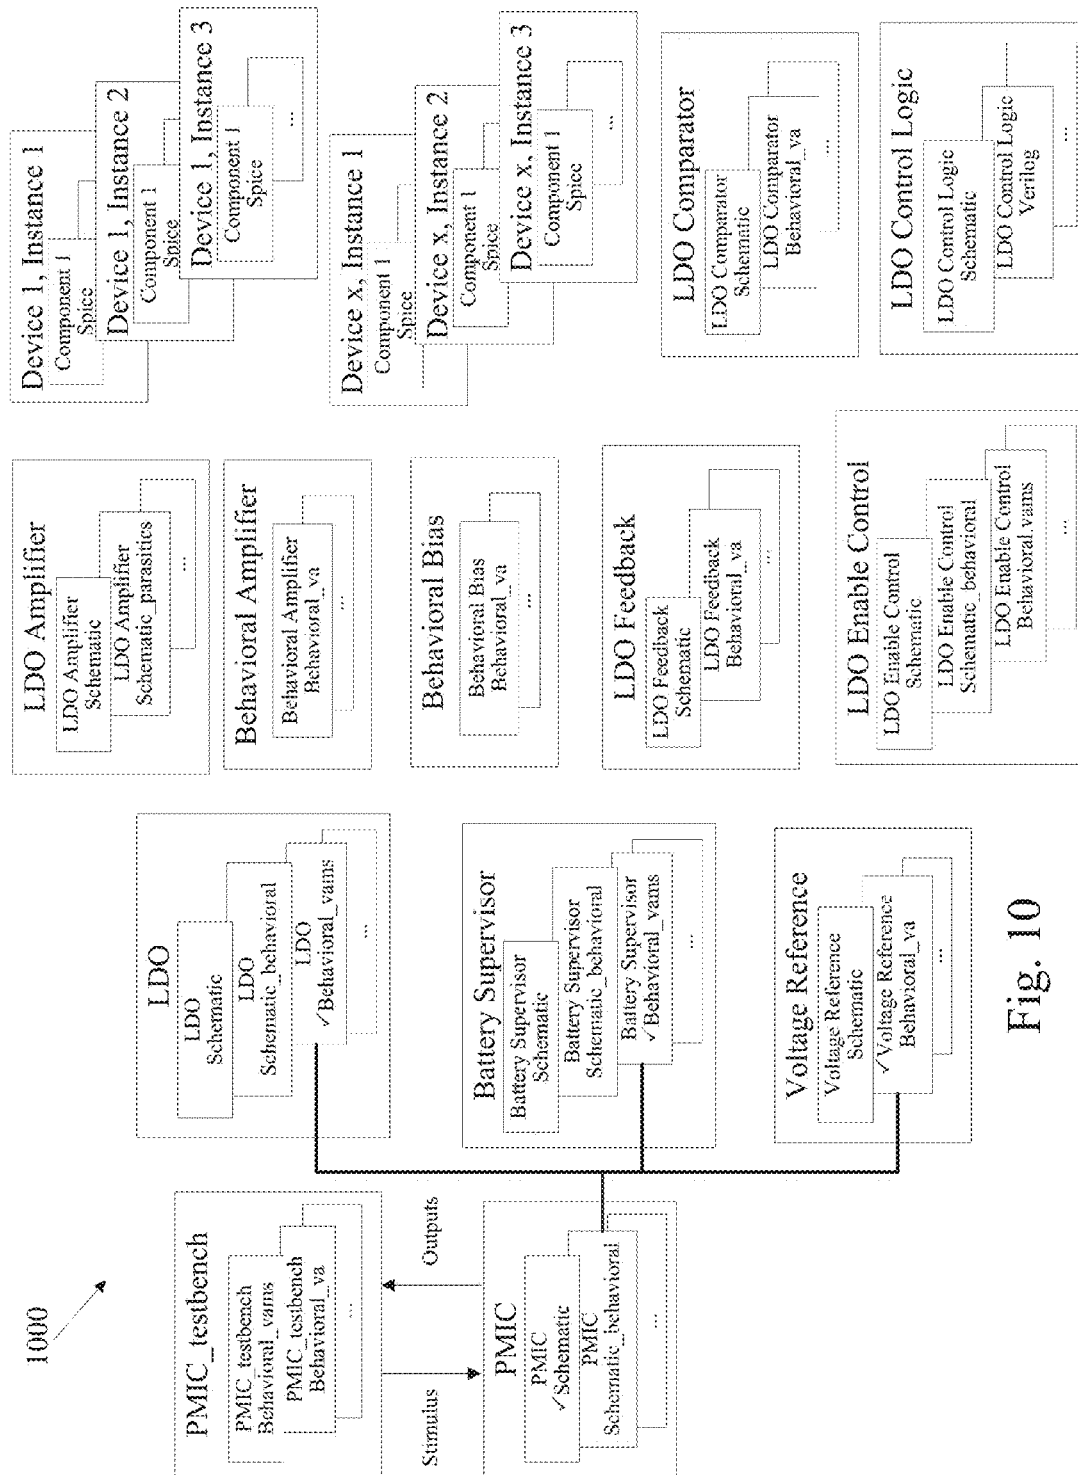 1000
PMIC_testbench
PMIC_testbench
Behavioral_vams
PMIC_testbench
Behavioral_va
...
Stimulus
Outputs
PMIC
PMIC
✓Schematic
PMIC
Schematic_behavioral
...
LDO
LDO
Schematic
LDO
Schematic_behavioral
LDO
✓Behavioral_vams
...
Battery Supervisor
Battery Supervisor
Schematic
Battery Supervisor
Schematic_behavioral
Battery Supervisor
✓Behavioral_vams
...
Voltage Reference
Voltage Reference
Schematic
✓Voltage Reference
Behavioral_va
...
LDO Amplifier
LDO Amplifier
Schematic
LDO Amplifier
Schematic_parasitics
...
Behavioral Amplifier
Behavioral Amplifier
Behavioral_va
...
Behavioral Bias
Behavioral Bias
Behavioral_va
...
LDO Feedback
LDO Feedback
Schematic
LDO Feedback
Behavioral_va
...
LDO Enable Control
LDO Enable Control
Schematic
LDO Enable Control
Schematic_behavioral
LDO Enable Control
Behavioral.vams
...
Device 1, Instance 1
Component 1
Spice
Device 1, Instance 2
Component 1
Spice
Device 1, Instance 3
Component 1
Spice
...
Device x, Instance 1
Component 1
Spice
Device x, Instance 2
Component 1
Spice
Device x, Instance 3
Component 1
Spice
...
LDO Comparator
LDO Comparator
Schematic
LDO Comparator
Behavioral_va
...
LDO Control Logic
LDO Control Logic
Schematic
LDO Control Logic
Verilog
...
Fig. 10